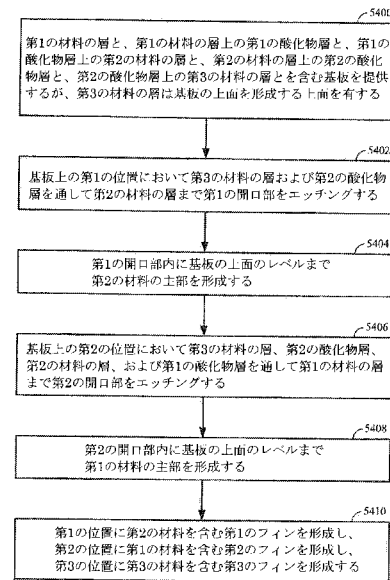 5400
第1の材料の層と、第1の材料の層上の第1の酸化物層と、第1の
酸化物層上の第2の材料の層と、第2の材料の層上の第2の酸化
物層と、第2の酸化物層上の第3の材料の層とを含む基板を提供
するが、第3の材料の層は基板の上面を形成する上面を有する
5402
基板上の第1の位置において第3の材料の層および第2の酸化物
層を通して第2の材料の層まで第1の開口部をエッチングする
5404
第1の開口部内に基板の上面のレベルまで
第2の材料の主部を形成する
5406
基板上の第2の位置において第3の材料の層、第2の酸化物層、
第2の材料の層、および第1の酸化物層を通して第1の材料の層
まで第2の開口部をエッチングする
5408
第2の開口部内に基板の上面のレベルまで
第1の材料の主部を形成する
5410
第1の位置に第2の材料を含む第1のフィンを形成し、
第2の位置に第1の材料を含む第2のフィンを形成し、
第3の位置に第3の材料を含む第3のフィンを形成する